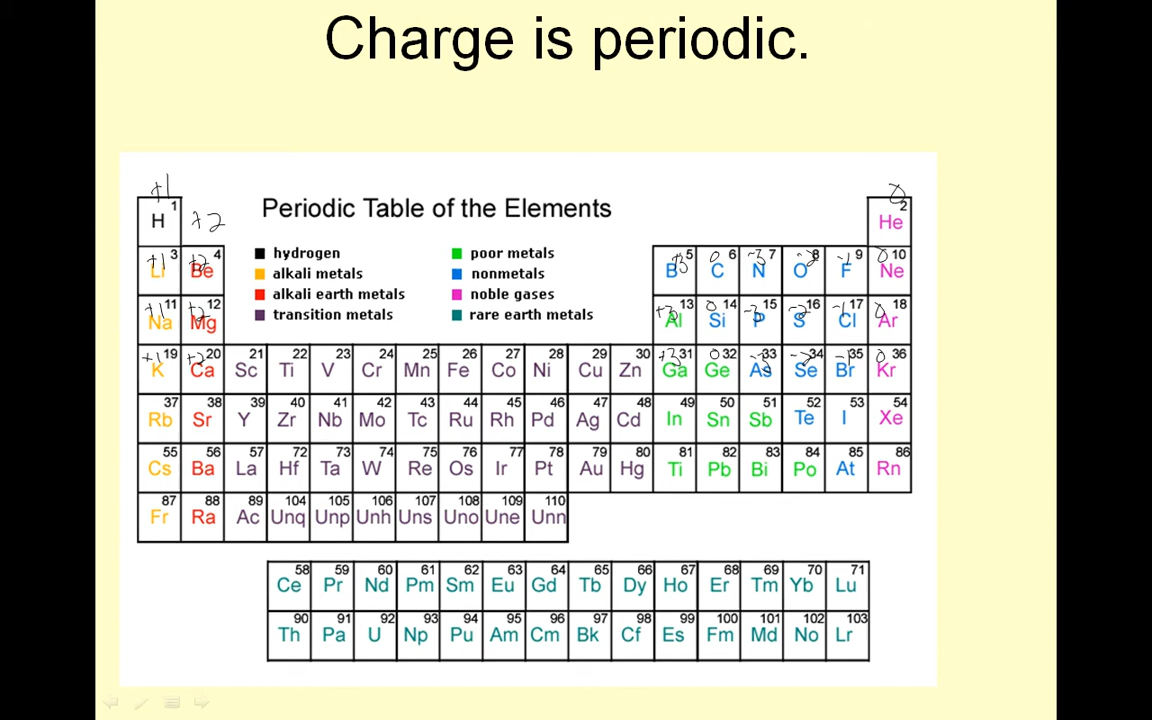 Charge is periodic.
+1 0
1 2
H +2 Periodic Table of the Elements He
3 4 hydrogen poor metals 5 6 7 8 9 10
+1 +2 +3 0 -3 -2 -1 0
Li Be alkali metals nonmetals B C N O F Ne
alkali earth metals noble gases
11 12 13 14 15 16 17 18
+1 +2 transition metals rare earth metals +3 0 -3 -2 -1 0
Na Mg Al Si P S Cl Ar
+1 19 +2 20 21 22 23 24 25 26 27 28 29 30 +3 31 0 32 -3 33 -2 34 -1 35 0 36
K Ca Sc Ti V Cr Mn Fe Co Ni Cu Zn Ga Ge As Se Br Kr
37 38 39 40 41 42 43 44 45 46 47 48 49 50 51 52 53 54
Rb Sr Y Zr Nb Mo Tc Ru Rh Pd Ag Cd In Sn Sb Te I Xe
55 56 57 72 73 74 75 76 77 78 79 80 81 82 83 84 85 86
Cs Ba La Hf Ta W Re Os Ir Pt Au Hg Ti Pb Bi Po At Rn
87 88 89 104 105 106 107 108 109 110
Fr Ra Ac Unq Unp Unh Uns Uno Une Unn
58 59 60 61 62 63 64 65 66 67 68 69 70 71
Ce Pr Nd Pm Sm Eu Gd Tb Dy Ho Er Tm Yb Lu
90 91 92 93 94 95 96 97 98 99 100 101 102 103
Th Pa U Np Pu Am Cm Bk Cf Es Fm Md No Lr